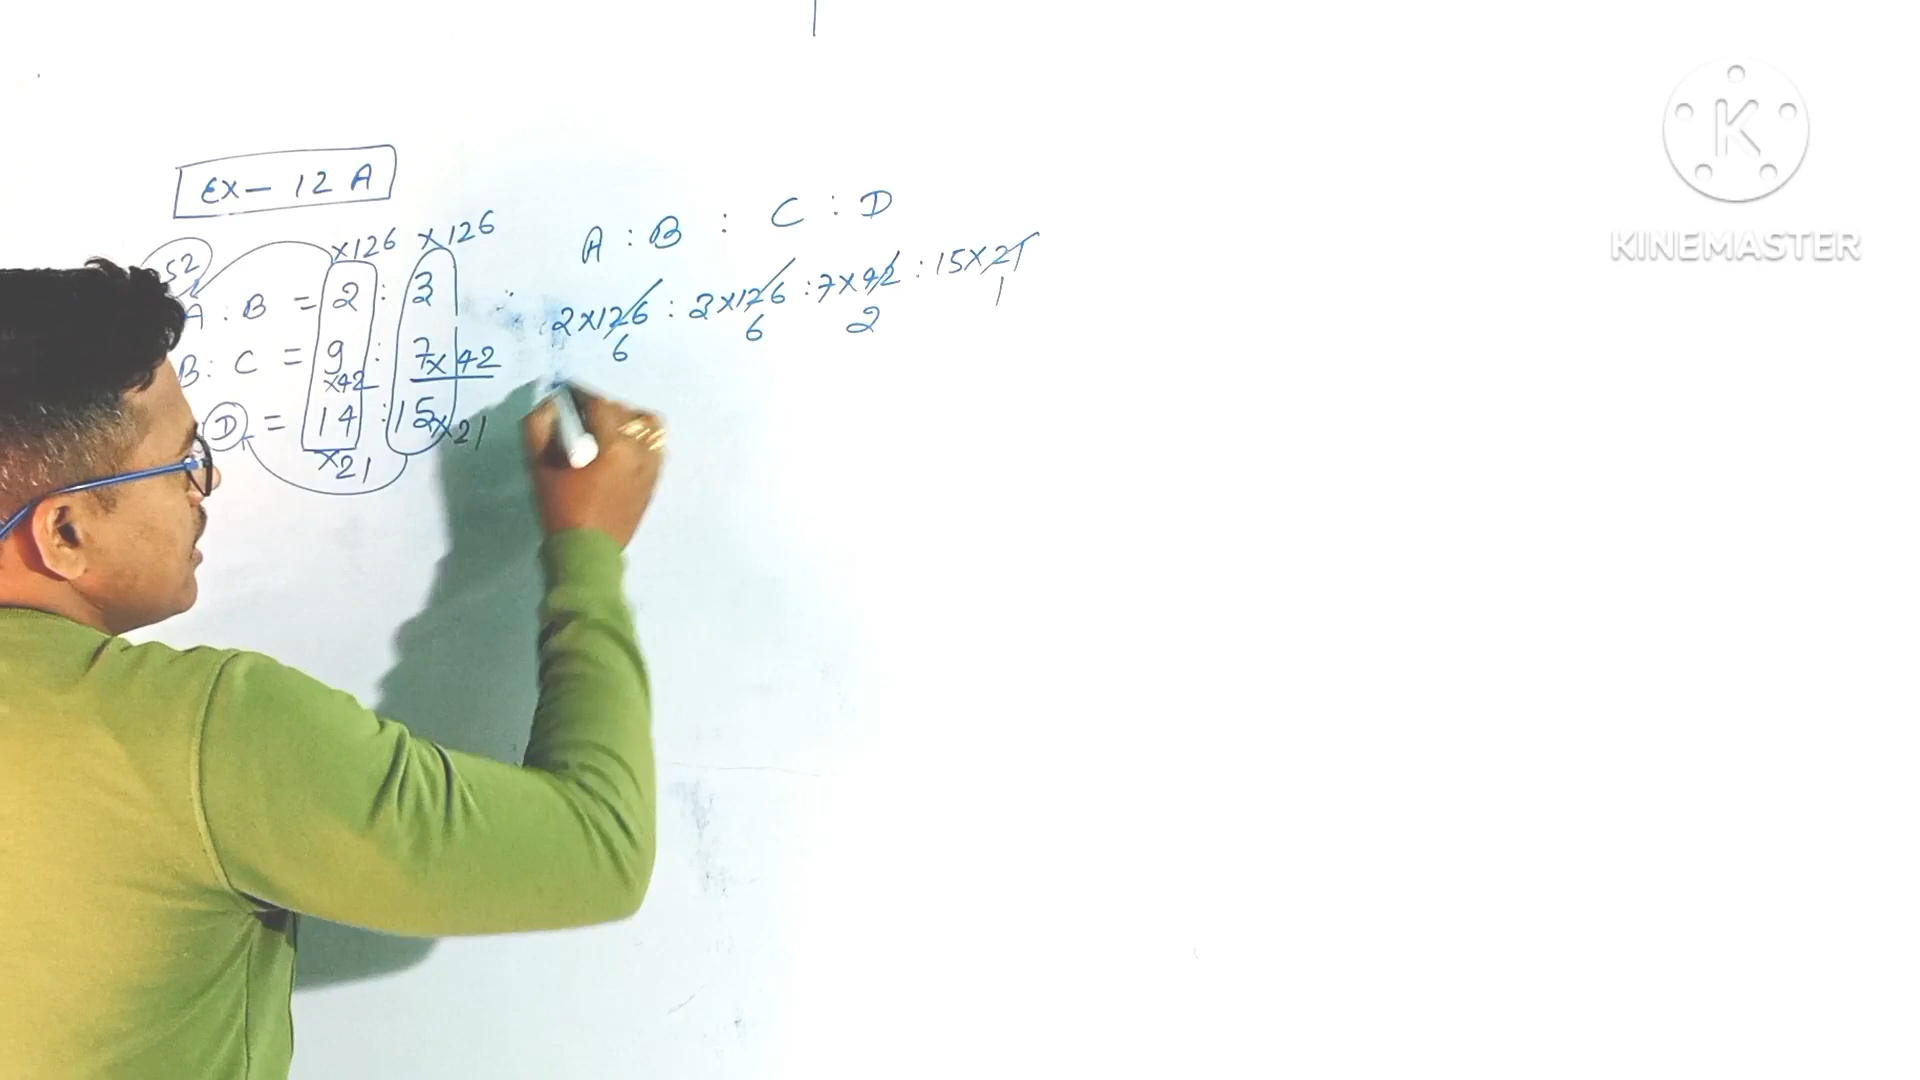 Ex- 12 A
×126 ×126
52
A : B = 2 : 3
B : C = 9 : 7×42
×42
D = 14 : 15×21
×21
A : B : C : D
2×126 : 3×126 : 7×42 : 15×21
6 6 2 1
K
KINEMASTER